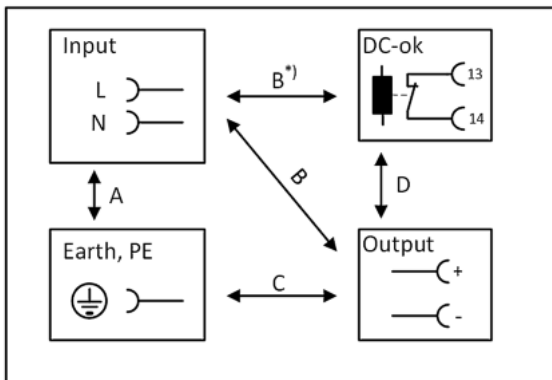 Input
L
N
B*)
DC-ok
13
14
A
B
D
Earth, PE
C
Output
+
-